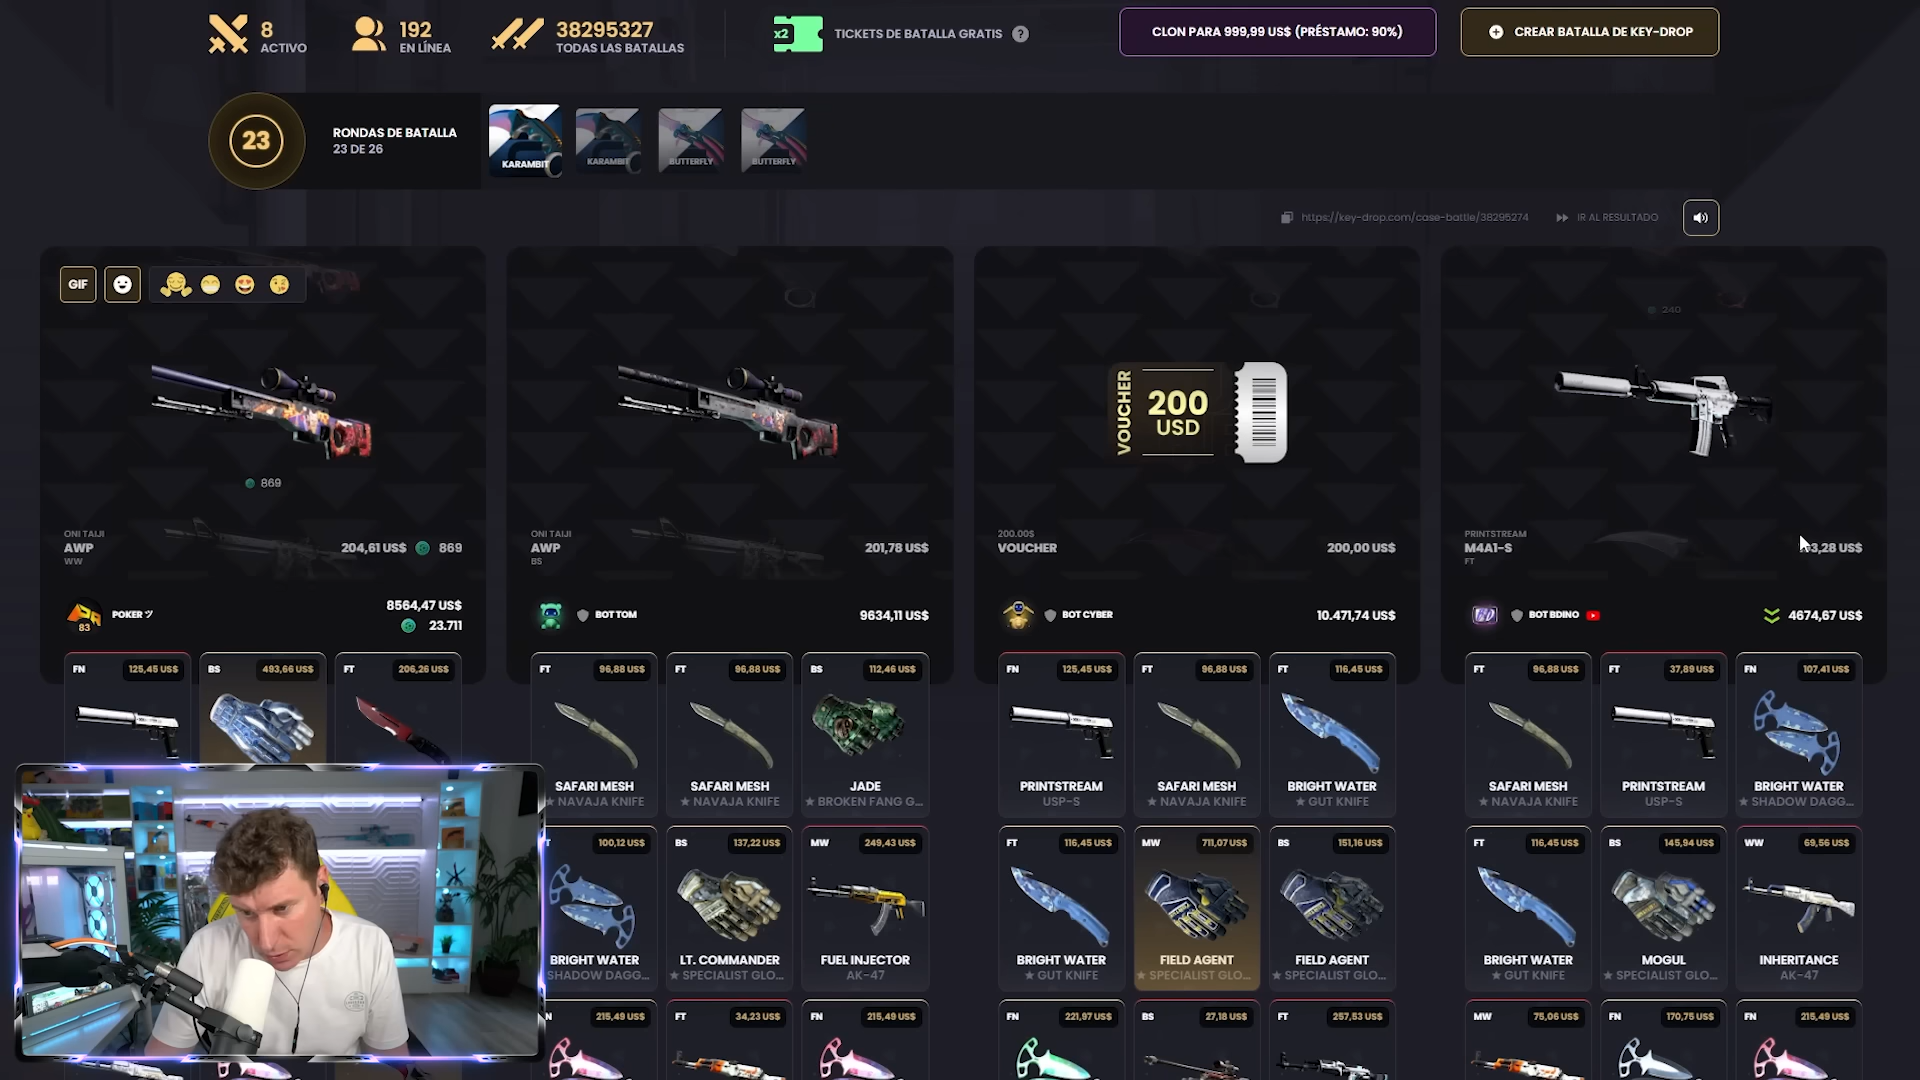 8
ACTIVO
192
EN LÍNEA
38295327
TODAS LAS BATALLAS
x2
TICKETS DE BATALLA GRATIS ?
CLON PARA 999,99 US$ (PRÉSTAMO: 90%)
CREAR BATALLA DE KEY-DROP
23
RONDAS DE BATALLA
23 DE 26
KARAMBIT
KARAMBIT
BUTTERFLY
BUTTERFLY
https://key-drop.com/case-battle/38295274
IR AL RESULTADO
GIF
240
VOUCHER
200
USD
869
ONI TAIJI
AWP
WW
204,61 US$ 869
ONI TAIJI
AWP
BS
201,78 US$
200.00$
VOUCHER
200,00 US$
PRINTSTREAM
M4A1-S
FT
3,28 US$
83
POKER ツ
8564,47 US$
23.711
BOT TOM
9634,11 US$
BOT CYBER
10.471,74 US$
BOT BDINO
4674,67 US$
FN 125,45 US$
BS 493,66 US$
FT 206,26 US$
FT 96,88 US$
SAFARI MESH
★ NAVAJA KNIFE
FT 96,88 US$
SAFARI MESH
★ NAVAJA KNIFE
BS 112,46 US$
JADE
★ BROKEN FANG G...
FN 125,45 US$
PRINTSTREAM
USP-S
FT 96,88 US$
SAFARI MESH
★ NAVAJA KNIFE
FT 116,45 US$
BRIGHT WATER
★ GUT KNIFE
FT 96,88 US$
SAFARI MESH
★ NAVAJA KNIFE
FT 37,89 US$
PRINTSTREAM
USP-S
FN 107,41 US$
BRIGHT WATER
★ SHADOW DAGG...
100,12 US$
BRIGHT WATER
SHADOW DAGG...
BS 137,22 US$
LT. COMMANDER
★ SPECIALIST GLO...
MW 249,43 US$
FUEL INJECTOR
AK-47
FT 116,45 US$
BRIGHT WATER
★ GUT KNIFE
MW 711,07 US$
FIELD AGENT
★ SPECIALIST GLO...
BS 151,16 US$
FIELD AGENT
★ SPECIALIST GLO...
FT 116,45 US$
BRIGHT WATER
★ GUT KNIFE
BS 145,94 US$
MOGUL
★ SPECIALIST GLO...
WW 69,56 US$
INHERITANCE
AK-47
215,49 US$
FT 34,23 US$
FN 215,49 US$
FN 221,97 US$
BS 27,18 US$
FT 257,53 US$
MW 75,06 US$
FN 170,75 US$
FN 215,49 US$